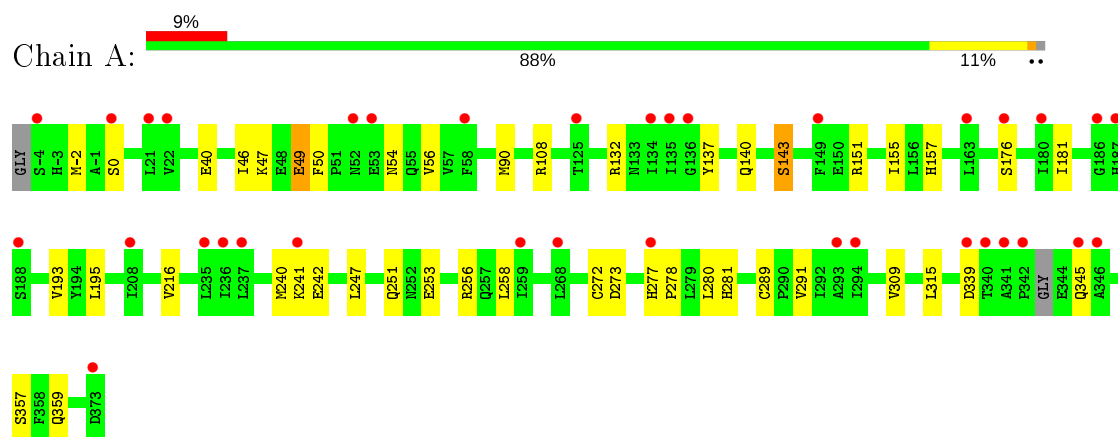 9%
Chain A:
88% 11% ••
GLY S-4 H-3 M-2 A-1 S0 L21 V22 E40 I46 K47 E48 E49 F50 P51 N52 E53 N54 Q55 V56 V57 F58 M90 R108 T125 R132 N133 I134 I135 G136 Y137 Q140 S143 F149 E150 R151 I155 L156 H157 L163 S176 I180 I181 G186 H187
S188 V193 Y194 L195 I208 V216 L235 I236 L237 M240 K241 E242 L247 Q251 N252 E253 R256 Q257 L258 I259 L268 C272 D273 H277 P278 L279 L280 H281 C289 P290 V291 I292 A293 I294 V309 L315 D339 T340 A341 P342 GLY E344 Q345 A346
S357 F358 Q359 D373